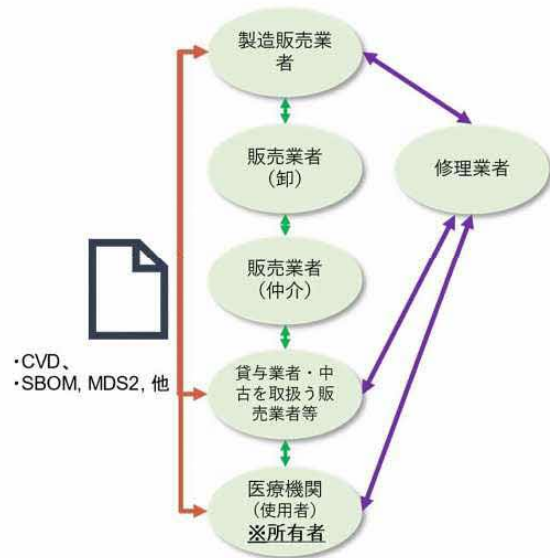 製造販売業
者
販売業者
（卸）
修理業者
販売業者
（仲介）
・CVD、
・SBOM, MDS2, 他
貸与業者・中
古を取扱う販
売業者等
医療機関
（使用者）
※所有者